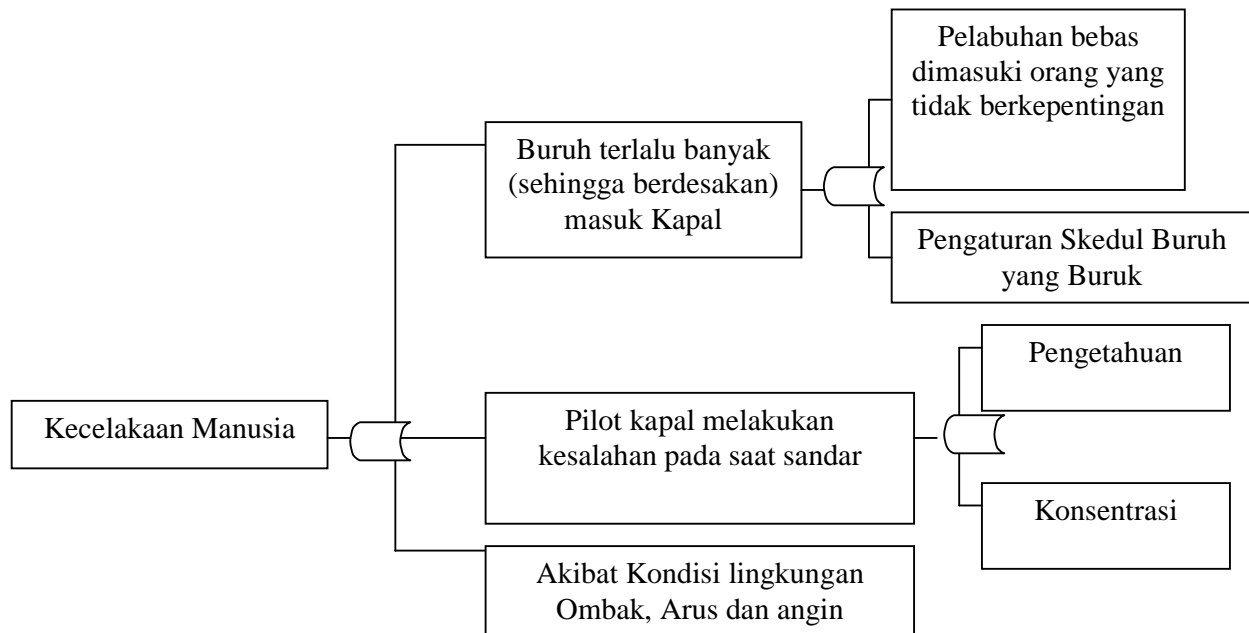 Kecelakaan Manusia
Buruh terlalu banyak
(sehingga berdesakan)
masuk Kapal
Pelabuhan bebas
dimasuki orang yang
tidak berkepentingan
Pengaturan Skedul Buruh
yang Buruk
Pilot kapal melakukan
kesalahan pada saat sandar
Pengetahuan
Konsentrasi
Akibat Kondisi lingkungan
Ombak, Arus dan angin